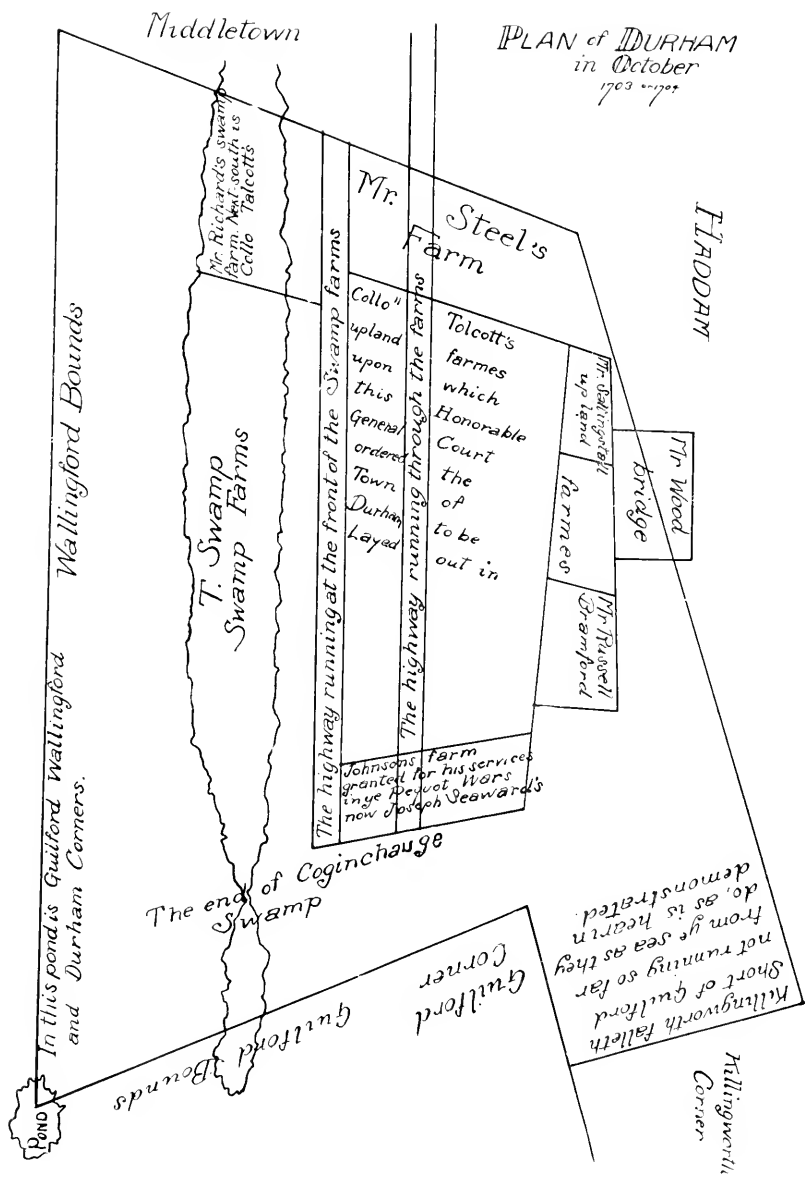 PLAN of DURHAM
in October
1703 or 1704
Middletown
HADDAM
Wallingford Bounds
In this pond is Guilford Wallingford
and Durham Corners.
POND
Mr. Richard's swamp
farm. Next south is
Collo Talcott's
T. Swamp
Swamp Farms
The highway running at the front of the Swamp farms
The highway running through the farms
Mr. Steel's
Farm
Collo" Tolcott's
upland farmes
upon which
this Honorable
General Court
ordered the
Town of
Durham to be
Layed out in
Mr. Saltingstall
up land
farmes
Mr Wood
bridge
Mr Russell
Bramford
Johnsons farm
granted for his services
in ye Pequot Wars
now Joseph Seaward's
The end of Coginchauge
Swamp
Guilford Bounds
Guilford
Corner
Killingworth falleth
Short of Guilford
not running so far
from ye sea as they
do, as is hearin
demonstrated.
Killingworth
Corner